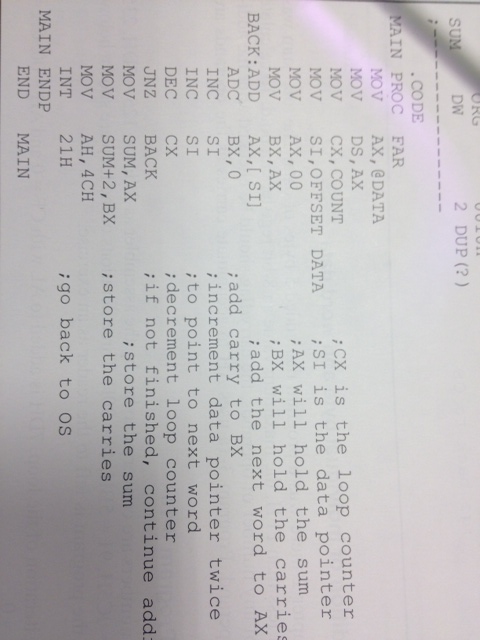 ORG
SUM DW 2 DUP(?)
;------------
.CODE
MAIN PROC FAR
MOV AX,@DATA
MOV DS,AX
MOV CX,COUNT ;CX is the loop counter
MOV SI,OFFSET DATA ;SI is the data pointer
MOV AX,00 ;AX will hold the sum
MOV BX,AX ;BX will hold the carries
BACK:ADD AX,[SI] ;add the next word to AX
ADC BX,0 ;add carry to BX
INC SI ;increment data pointer twice
INC SI ;to point to next word
DEC CX ;decrement loop counter
JNZ BACK ;if not finished, continue add
MOV SUM,AX ;store the sum
MOV SUM+2,BX ;store the carries
MOV AH,4CH
INT 21H ;go back to OS
MAIN ENDP
END MAIN